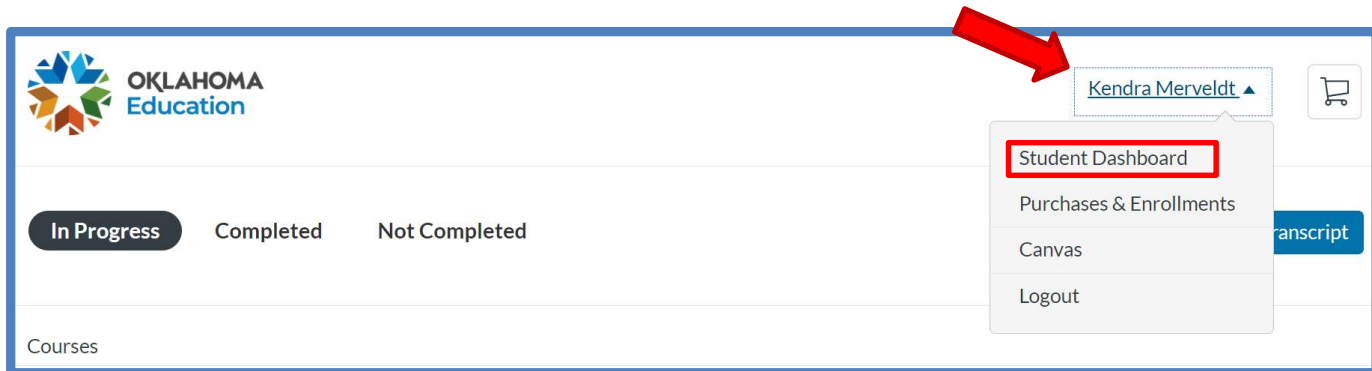 OKLAHOMA
Education
Kendra Merveldt
Student Dashboard
Purchases & Enrollments
Canvas
Logout
In Progress
Completed
Not Completed
ranscript
Courses